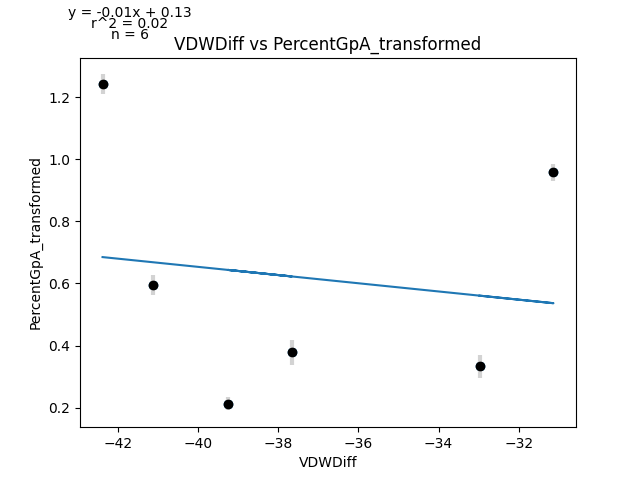 y = -0.01x + 0.13
r^2 = 0.02
n = 6
VDWDiff vs PercentGpA_transformed
PercentGpA_transformed
1.2
1.0
0.8
0.6
0.4
0.2
−42
−40
−38
−36
−34
−32
VDWDiff